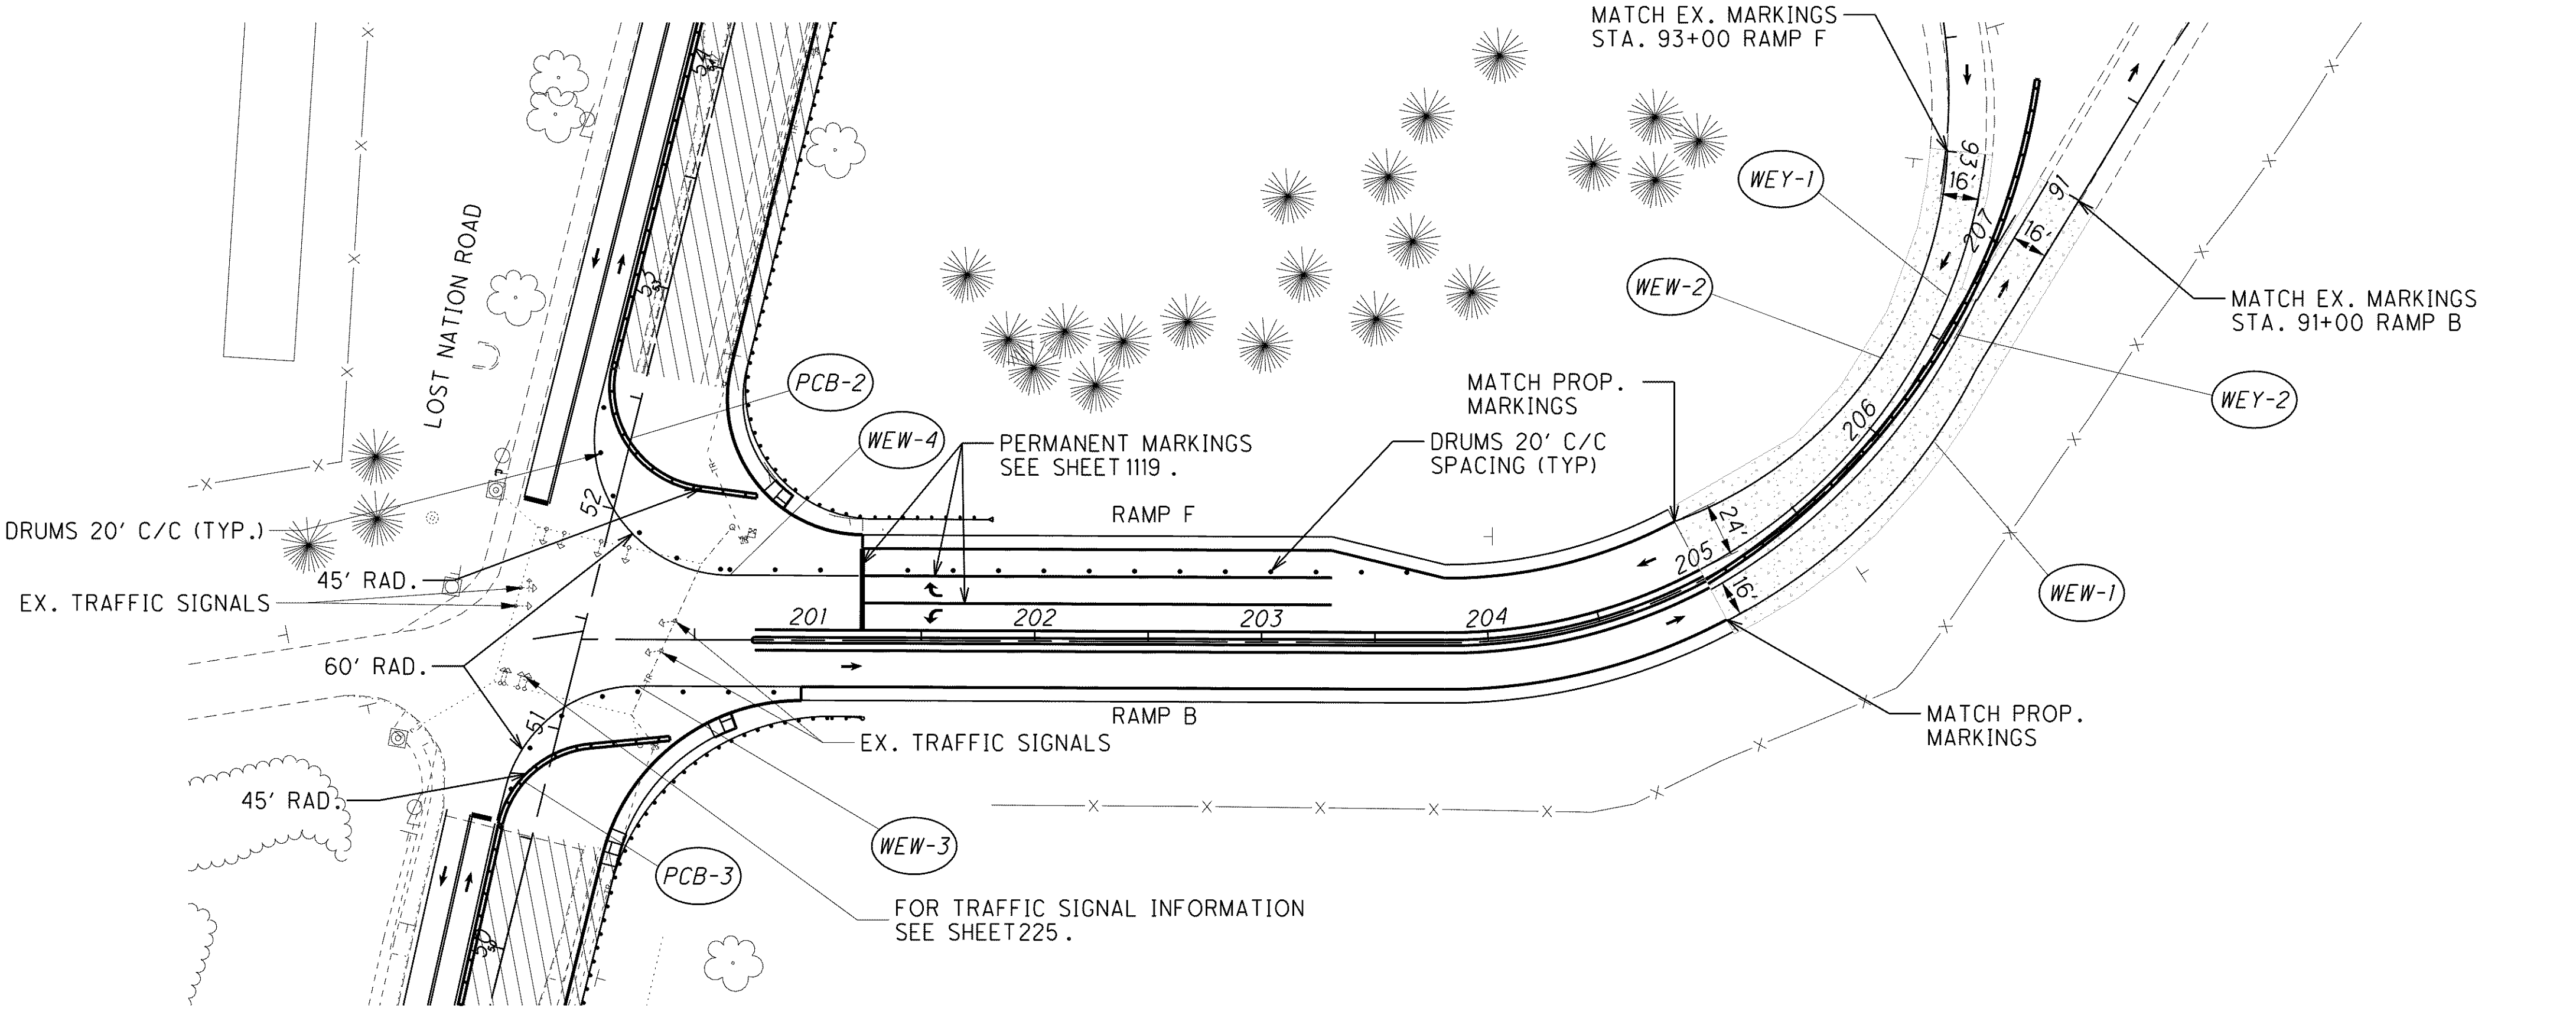 MATCH EX. MARKINGS
STA. 93+00 RAMP F
54
93
WEY-1
16'
91
LOST NATION ROAD
207
16'
53
WEW-2
MATCH EX. MARKINGS
STA. 91+00 RAMP B
PCB-2
MATCH PROP.
MARKINGS
WEY-2
206
WEW-4
PERMANENT MARKINGS
SEE SHEET 1119 .
DRUMS 20' C/C
SPACING (TYP)
52
TR
RAMP F
24'
DRUMS 20' C/C (TYP.)
205
45' RAD.
16'
EX. TRAFFIC SIGNALS
WEW-1
201
202
203
204
60' RAD.
TR
51
RAMP B
MATCH PROP.
MARKINGS
EX. TRAFFIC SIGNALS
45' RAD.
WEW-3
PCB-3
TR
FOR TRAFFIC SIGNAL INFORMATION
SEE SHEET 225 .
50